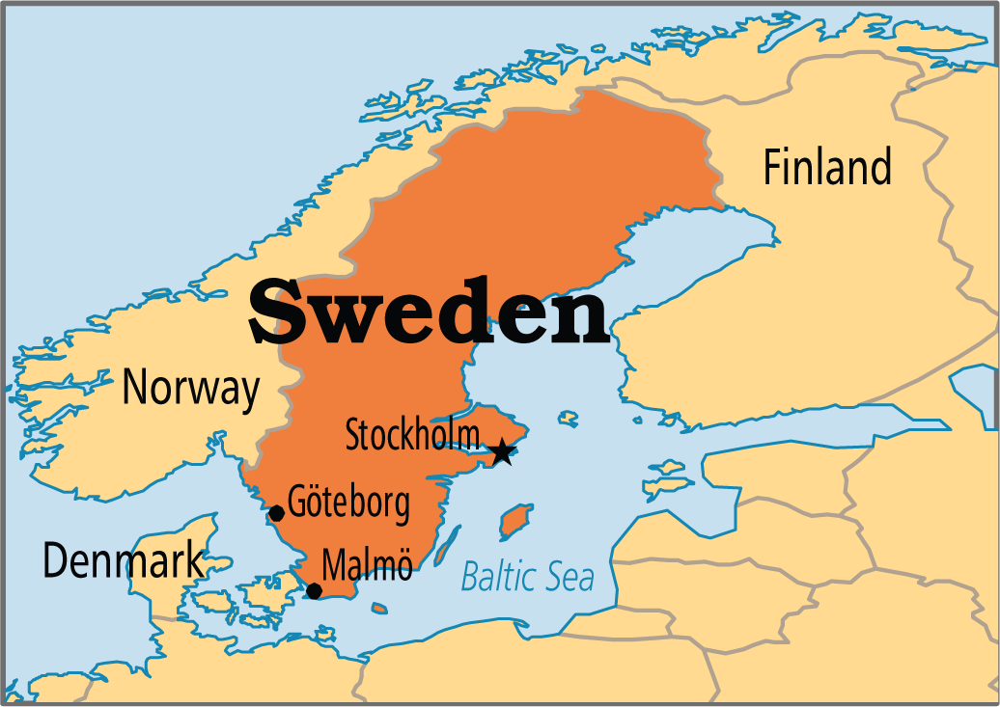 Finland
Sweden
Norway
Stockholm
Göteborg
Denmark
Malmö
Baltic Sea